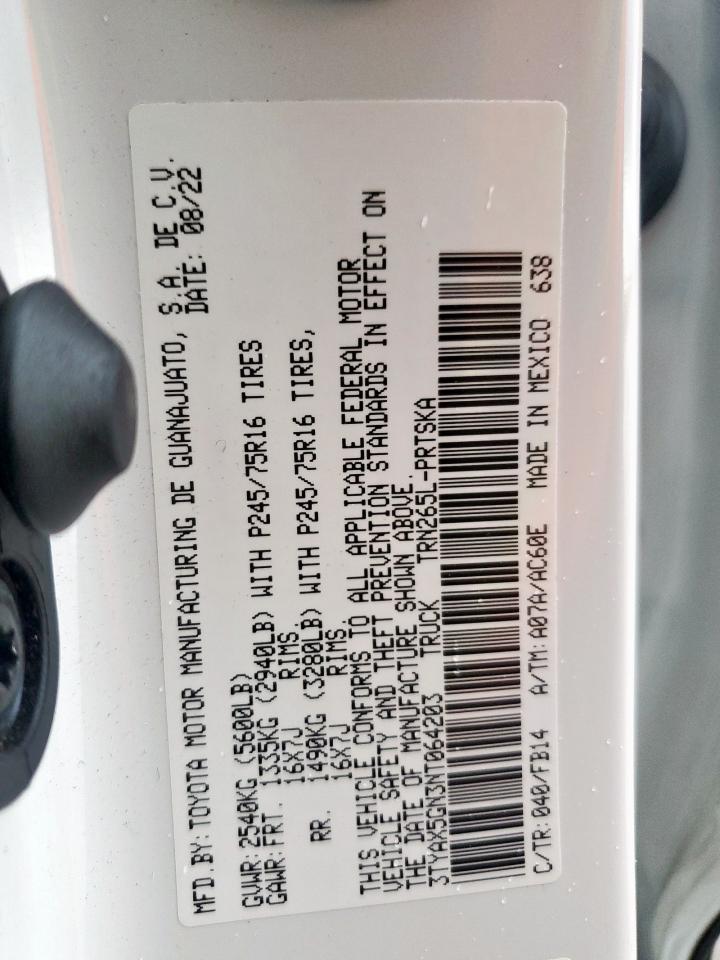 MFD.BY: TOYOTA MOTOR MANUFACTURING DE GUANAJUATO, S.A. DE C.V.
DATE: 08/22
GVWR: 2540KG (5600LB)
GAWR: FRT. 1335KG (2940LB) WITH P245/75R16 TIRES
16X7J RIMS.
RR. 1490KG (3280LB) WITH P245/75R16 TIRES,
16X7J RIMS.
THIS VEHICLE CONFORMS TO ALL APPLICABLE FEDERAL MOTOR
VEHICLE SAFETY AND THEFT PREVENTION STANDARDS IN EFFECT ON
THE DATE OF MANUFACTURE SHOWN ABOVE.
3TYAX5GN3NT064203 TRUCK TRN265L-PRTSKA
C/TR: 040/FB14 A/TM: A07A/AC60E MADE IN MEXICO 638